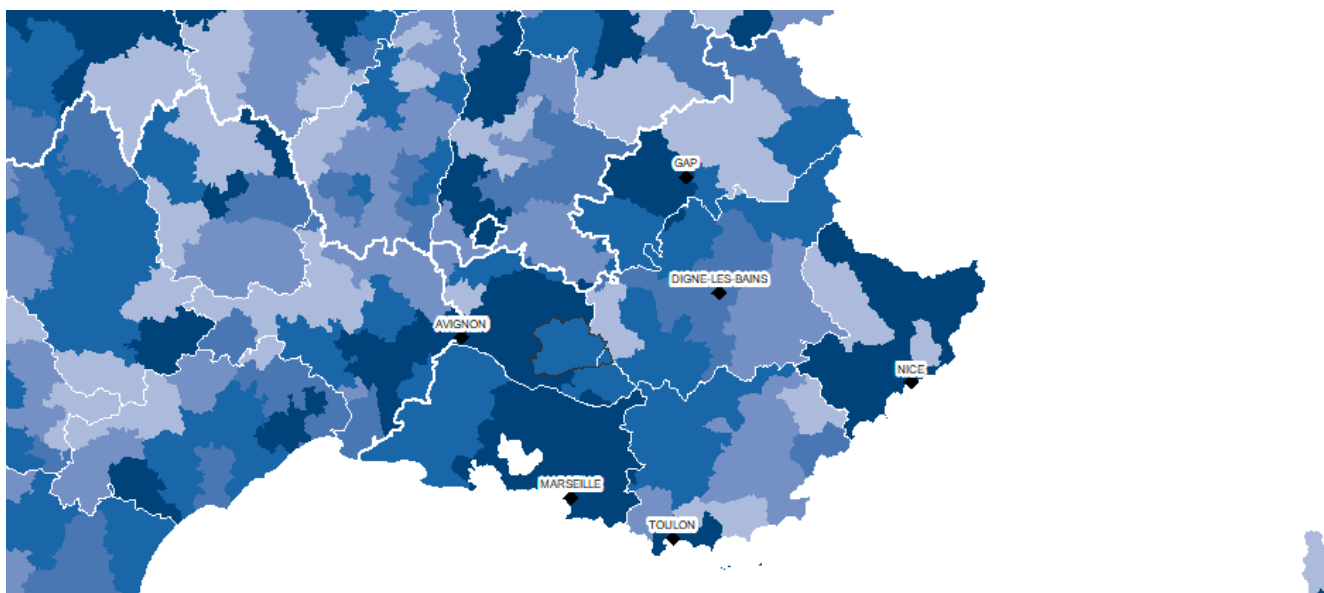 GAP
DIGNE-LES-BAINS
AVIGNON
NICE
MARSEILLE
TOULON